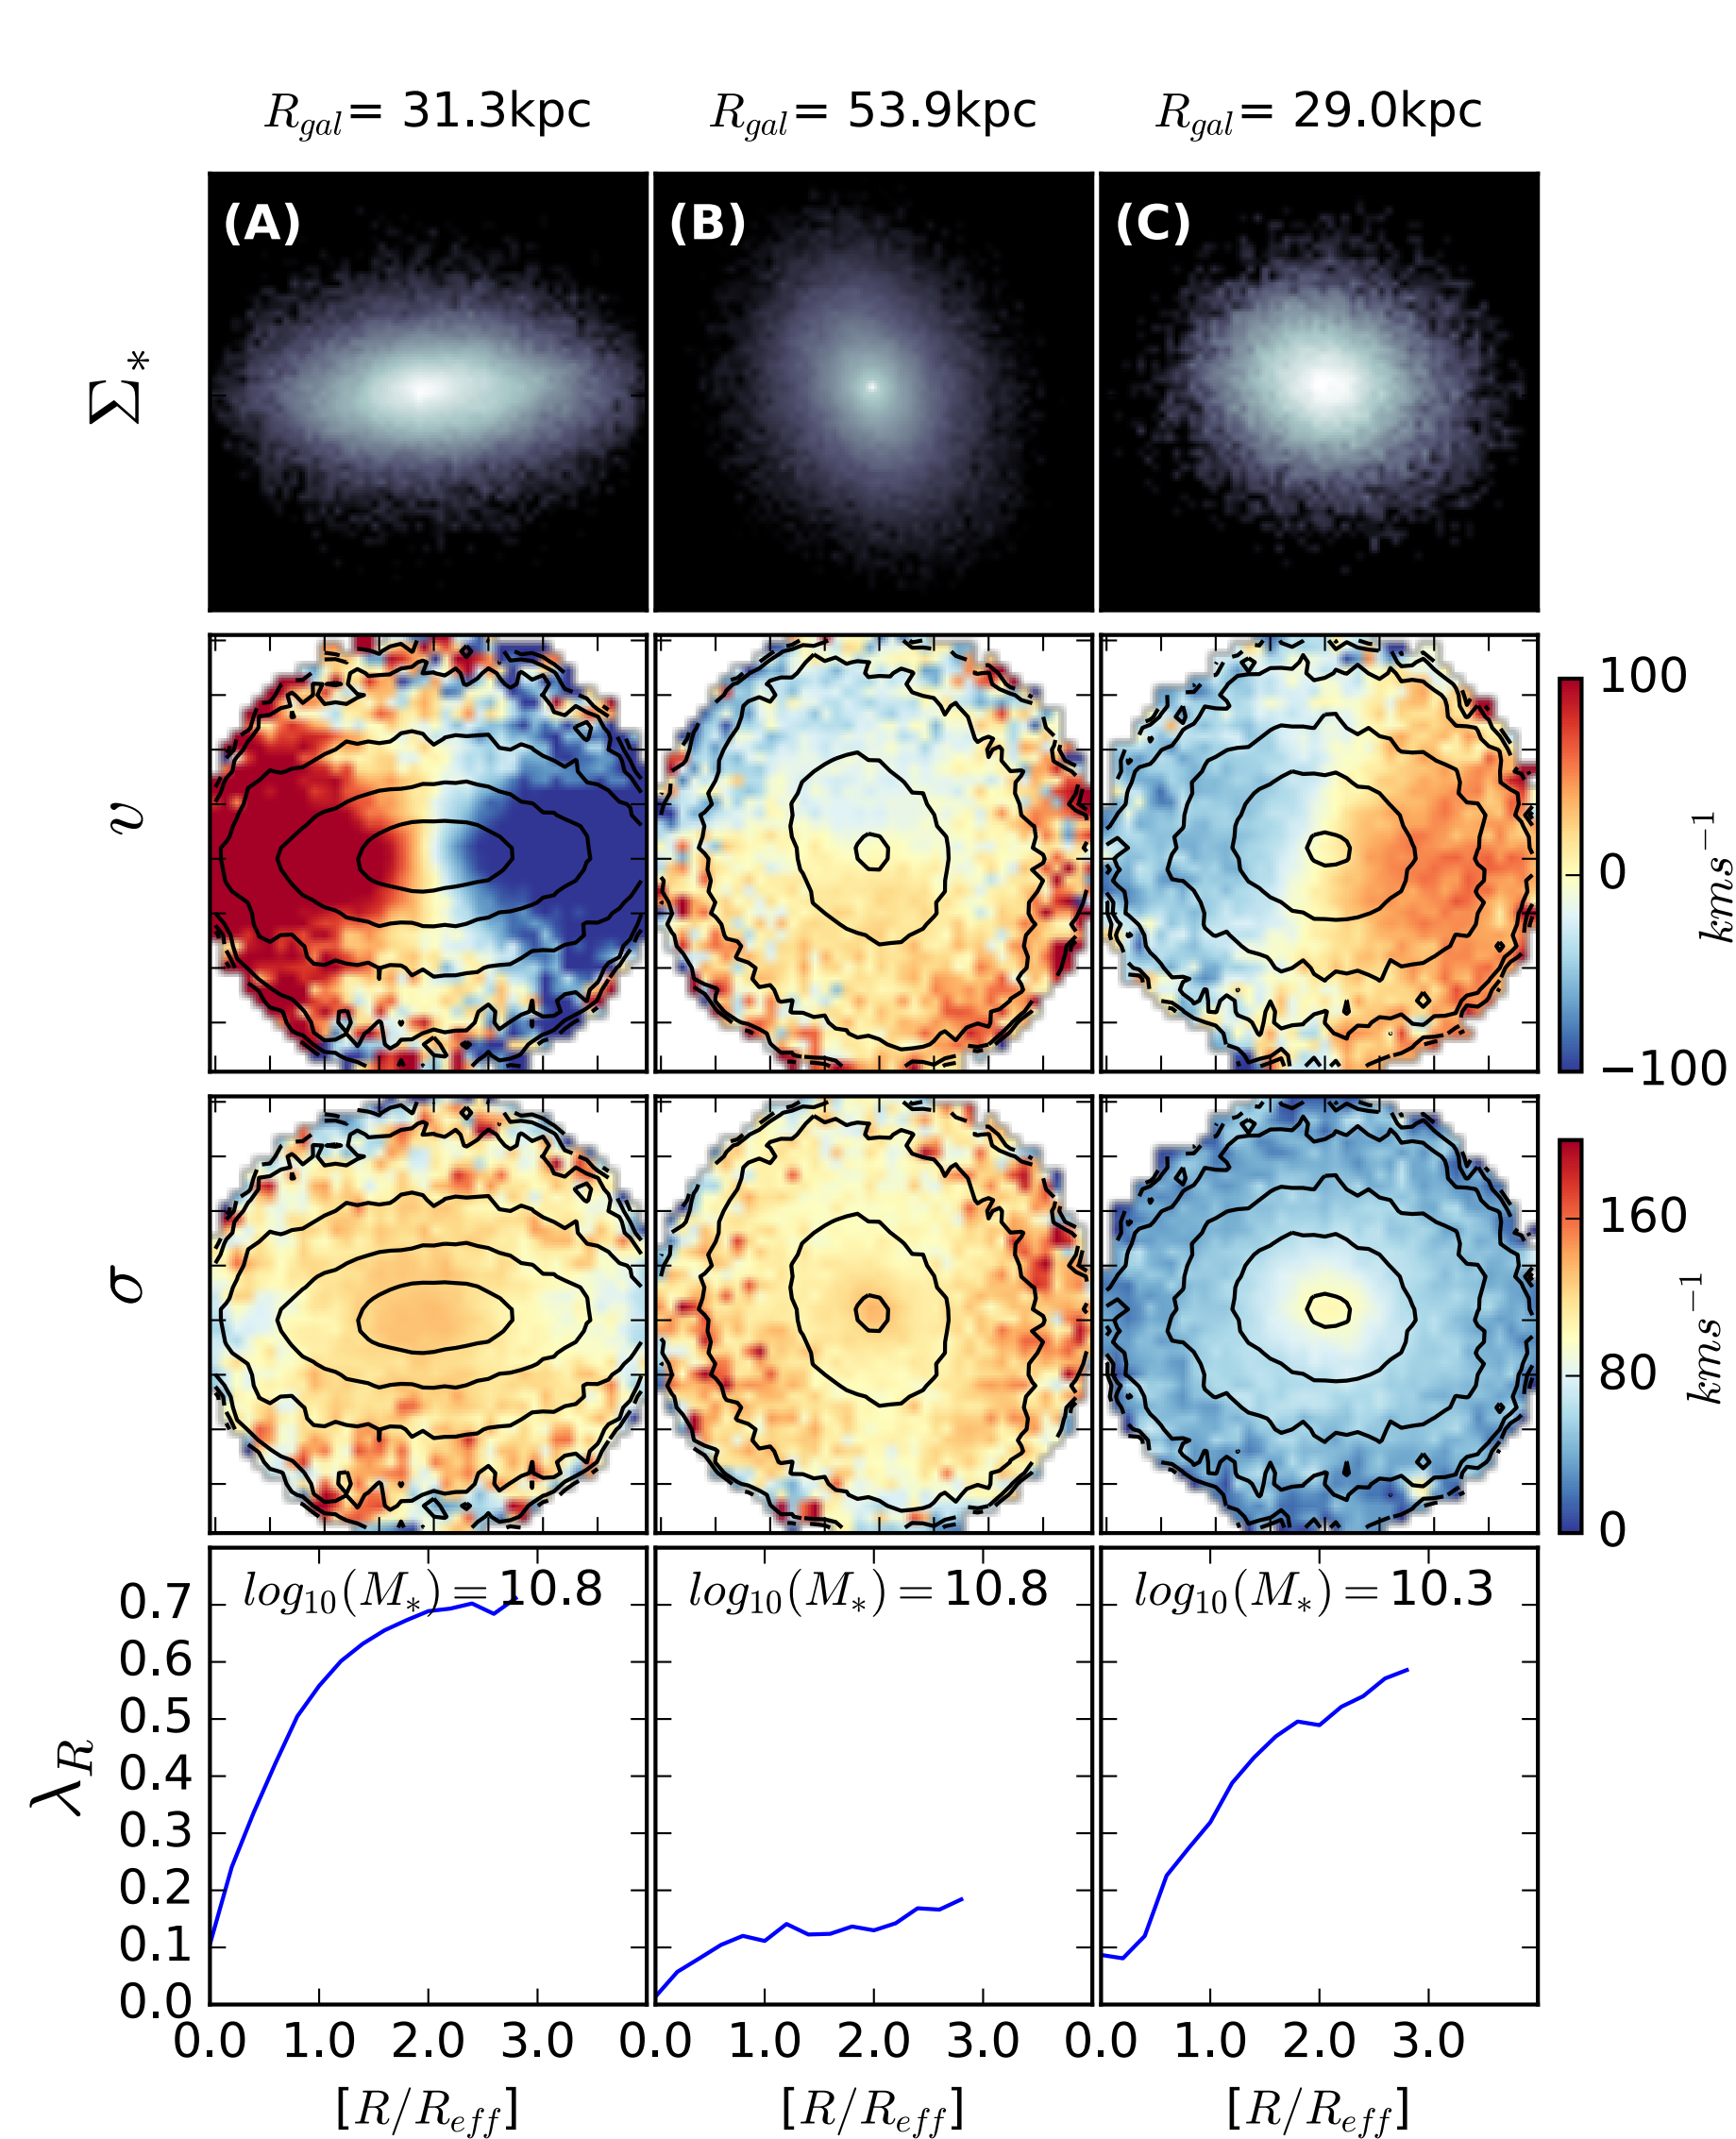 R_gal = 31.3kpc R_gal = 53.9kpc R_gal = 29.0kpc
(A) (B) (C)
Σ_*
v
100
0
−100
kms^−1
σ
160
80
0
kms^−1
log_10(M_*) = 10.8 log_10(M_*) = 10.8 log_10(M_*) = 10.3
λ_R
0.7
0.6
0.5
0.4
0.3
0.2
0.1
0.0
0.0 1.0 2.0 3.0 0.0 1.0 2.0 3.0 0.0 1.0 2.0 3.0
[R/R_eff] [R/R_eff] [R/R_eff]